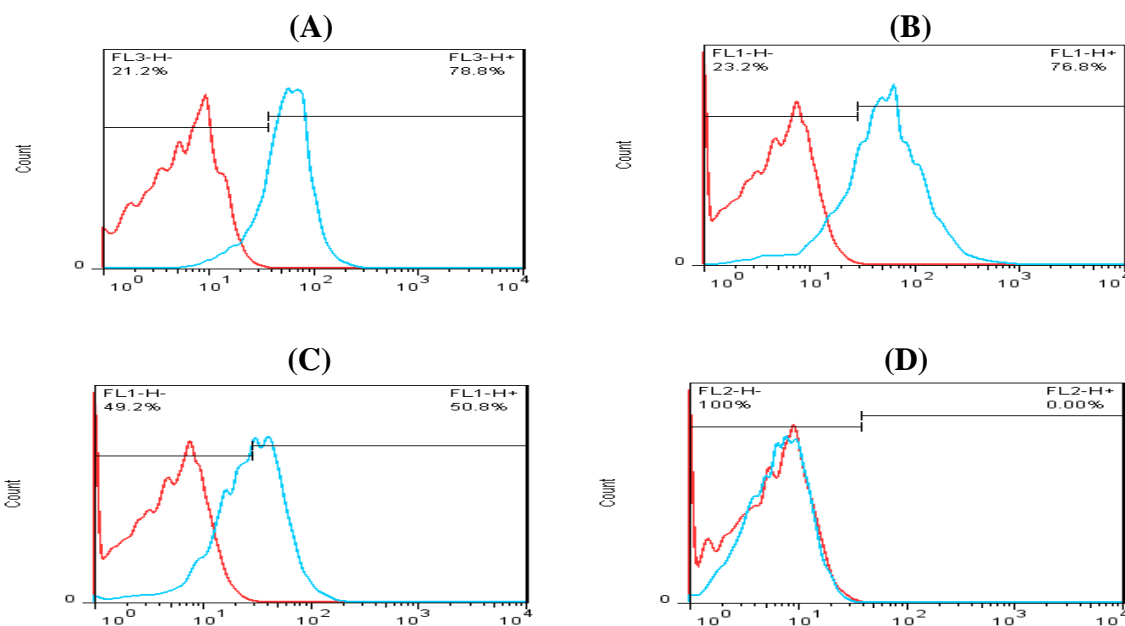 (A)
FL3-H- FL3-H+
21.2% 78.8%
Count
0
10⁰ 10¹ 10² 10³ 10⁴
(B)
FL1-H- FL1-H+
23.2% 76.8%
Count
0
10⁰ 10¹ 10² 10³
(C)
FL1-H- FL1-H+
49.2% 50.8%
Count
0
10⁰ 10¹ 10² 10³ 10⁴
(D)
FL2-H- FL2-H+
100% 0.00%
Count
0
10⁰ 10¹ 10² 10³